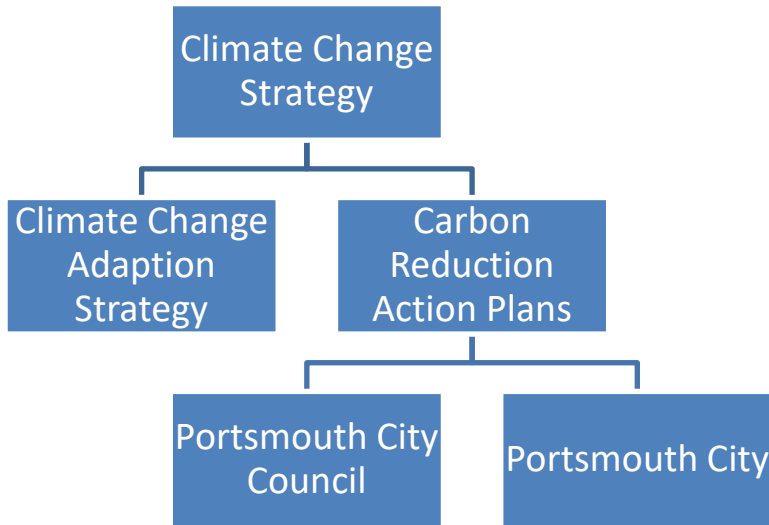 Climate Change
Strategy
Climate Change
Adaption
Strategy
Carbon
Reduction
Action Plans
Portsmouth City
Council
Portsmouth City